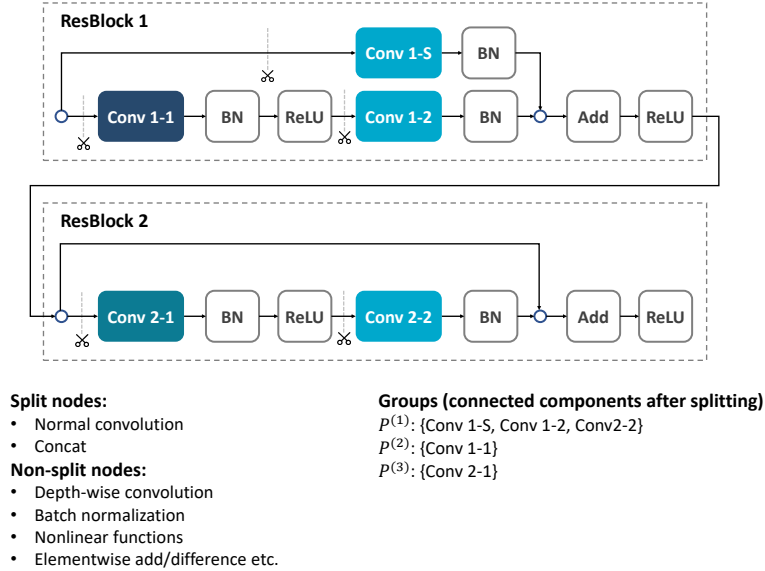 ResBlock 1
Conv 1-S
BN
Conv 1-1
BN
ReLU
Conv 1-2
BN
Add
ReLU
ResBlock 2
Conv 2-1
BN
ReLU
Conv 2-2
BN
Add
ReLU
Split nodes:
• Normal convolution
• Concat
Non-split nodes:
• Depth-wise convolution
• Batch normalization
• Nonlinear functions
• Elementwise add/difference etc.
Groups (connected components after splitting)
P⁽¹⁾: {Conv 1-S, Conv 1-2, Conv2-2}
P⁽²⁾: {Conv 1-1}
P⁽³⁾: {Conv 2-1}